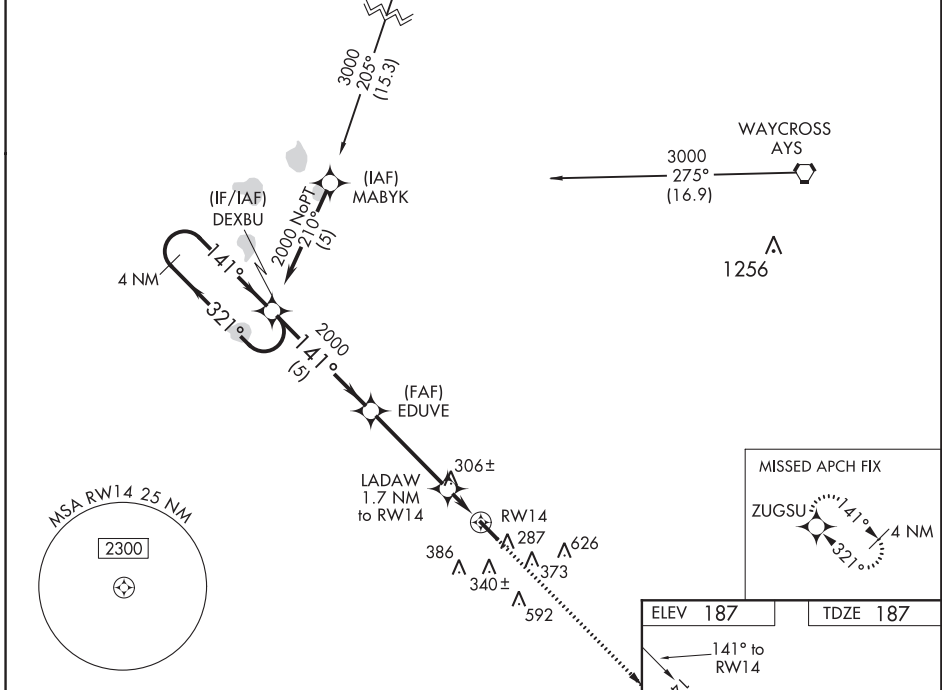 3000
205°
(15.3)
(IAF)
MABYK
WAYCROSS
AYS
3000
275°
(16.9)
1256
(IF/IAF)
DEXBU
2000 NoPT
210°
(5)
4 NM
141°
321°
2000
141°
(5)
(FAF)
EDUVE
LADAW
1.7 NM
to RW14
306±
RW14
287
626
386
373
340±
592
MSA RW14 25 NM
2300
MISSED APCH FIX
ZUGSU
141°
4 NM
321°
ELEV 187
TDZE 187
141° to
RW14